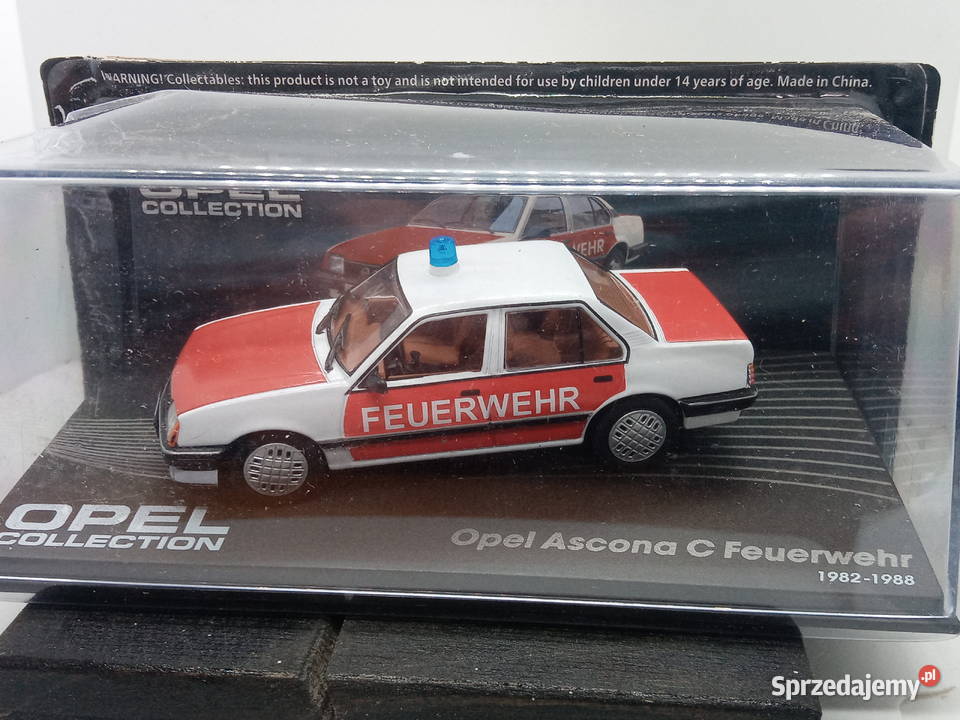 WARNING! Collectables: this product is not a toy and is not intended for use by children under 14 years of age. Made in China.
OPEL
COLLECTION
EHR
FEUERWEHR
OPEL
COLLECTION
Opel Ascona C Feuerwehr
1982-1988
Sprzedajemy.pl